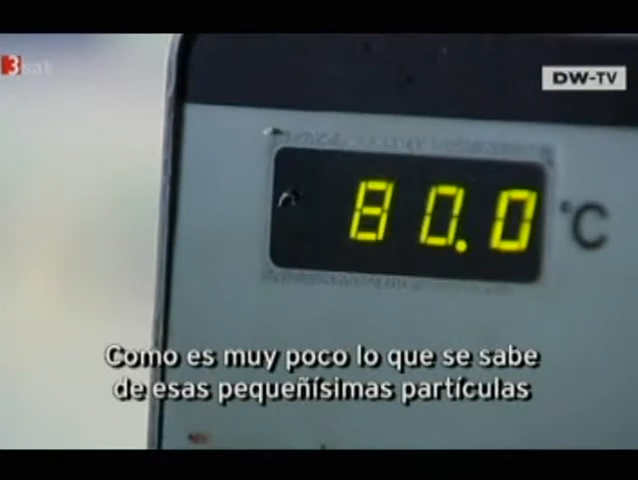 3sat
DW-TV
80.0 °C
Como es muy poco lo que se sabe
de esas pequeñísimas partículas